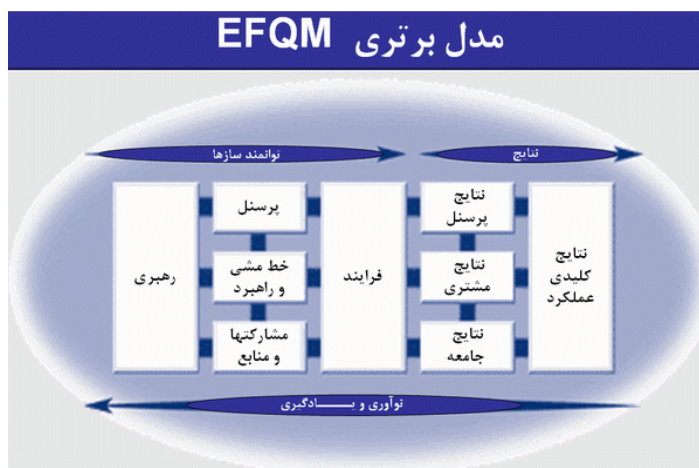 مدل برتری EFQM
توانمند سازها
نتایج
رهبری
پرسنل
خط مشی
و راهبرد
مشارکتها
و منابع
فرایند
نتایج
پرسنل
نتایج
مشتری
نتایج
جامعه
نتایج
کلیدی
عملکرد
نوآوری و یـــــادگیری